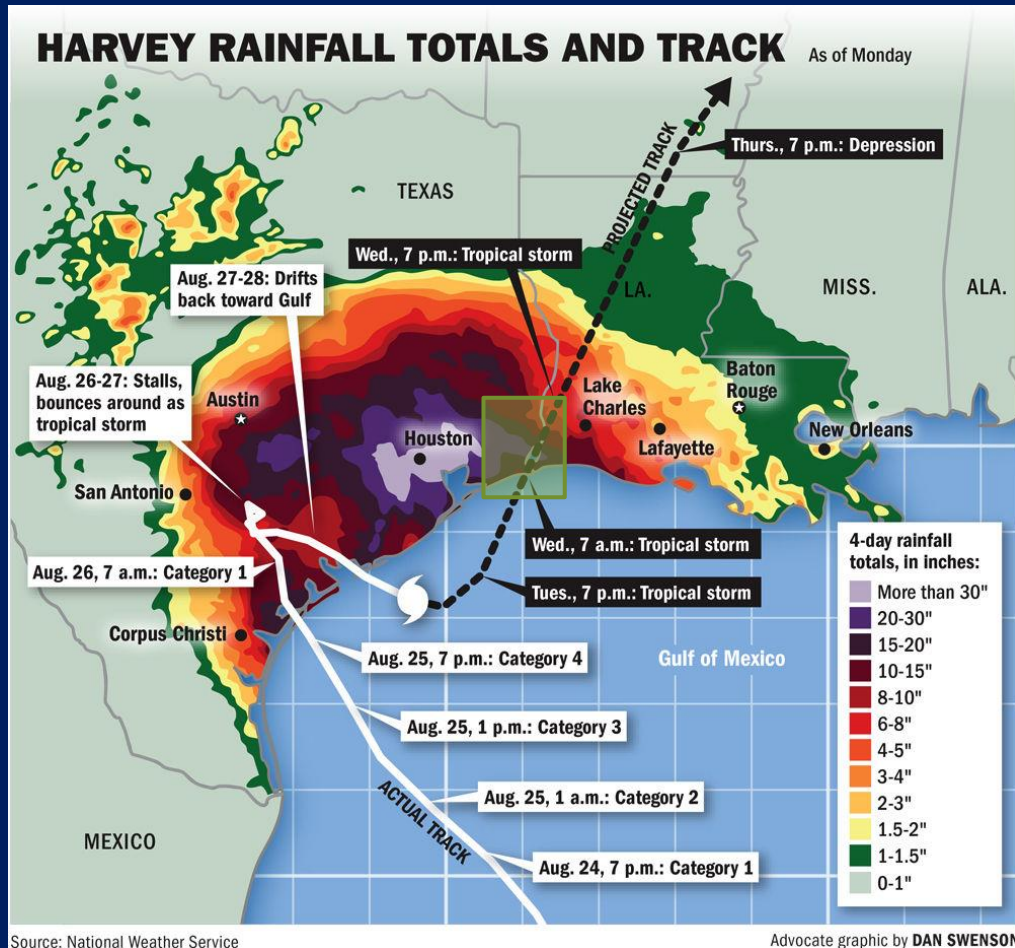 HARVEY RAINFALL TOTALS AND TRACK
As of Monday
Thurs., 7 p.m.: Depression
TEXAS
PROJECTED TRACK
Wed., 7 p.m.: Tropical storm
Aug. 27-28: Drifts
back toward Gulf
LA.
MISS.
ALA.
Aug. 26-27: Stalls,
bounces around as
tropical storm
Austin
Baton
Rouge
Lake
Charles
Houston
Lafayette
New Orleans
San Antonio
Wed., 7 a.m.: Tropical storm
Aug. 26, 7 a.m.: Category 1
Tues., 7 p.m.: Tropical storm
Corpus Christi
Aug. 25, 7 p.m.: Category 4
Gulf of Mexico
Aug. 25, 1 p.m.: Category 3
Aug. 25, 1 a.m.: Category 2
ACTUAL TRACK
MEXICO
Aug. 24, 7 p.m.: Category 1
4-day rainfall
totals, in inches:
More than 30"
20-30"
15-20"
10-15"
8-10"
6-8"
4-5"
3-4"
2-3"
1.5-2"
1-1.5"
0-1"
Source: National Weather Service
Advocate graphic by DAN SWENSON